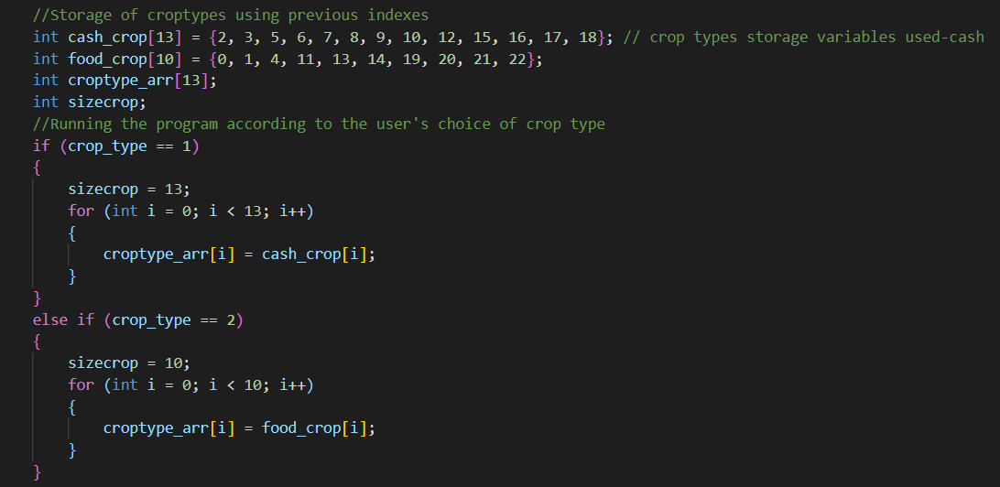 //Storage of croptypes using previous indexes
int cash_crop[13] = {2, 3, 5, 6, 7, 8, 9, 10, 12, 15, 16, 17, 18}; // crop types storage variables used-cash
int food_crop[10] = {0, 1, 4, 11, 13, 14, 19, 20, 21, 22};
int croptype_arr[13];
int sizecrop;
//Running the program according to the user's choice of crop type
if (crop_type == 1)
{
    sizecrop = 13;
    for (int i = 0; i < 13; i++)
    {
        croptype_arr[i] = cash_crop[i];
    }
}
else if (crop_type == 2)
{
    sizecrop = 10;
    for (int i = 0; i < 10; i++)
    {
        croptype_arr[i] = food_crop[i];
    }
}